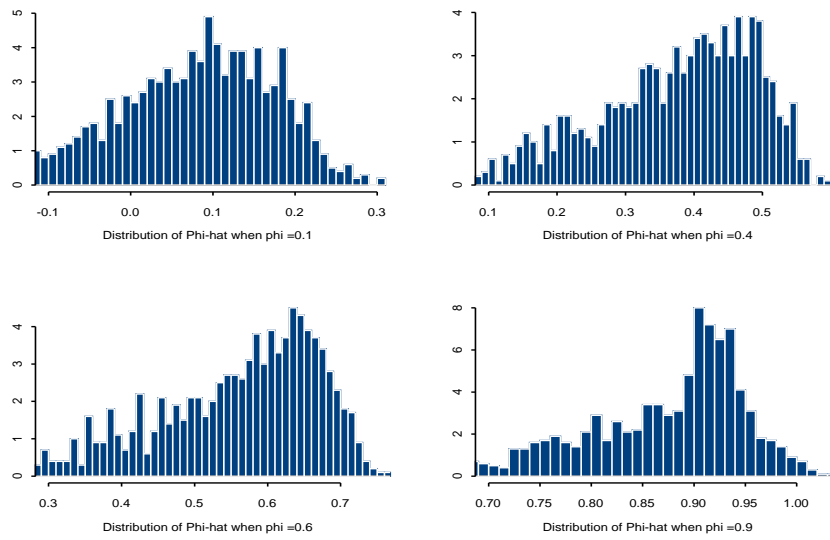 5
4
3
2
1
0
-0.1 0.0 0.1 0.2 0.3
Distribution of Phi-hat when phi =0.1
4
3
2
1
0
0.1 0.2 0.3 0.4 0.5
Distribution of Phi-hat when phi =0.4
4
3
2
1
0
0.3 0.4 0.5 0.6 0.7
Distribution of Phi-hat when phi =0.6
8
6
4
2
0
0.70 0.75 0.80 0.85 0.90 0.95 1.00
Distribution of Phi-hat when phi =0.9